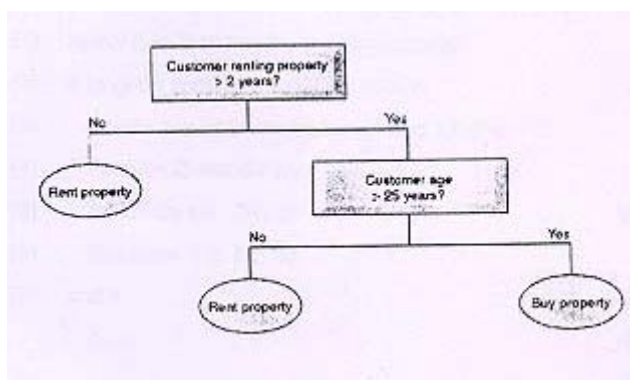 Customer renting property
> 2 years?
No
Yes
Rent property
Customer age
> 25 years?
No
Yes
Rent property
Buy property